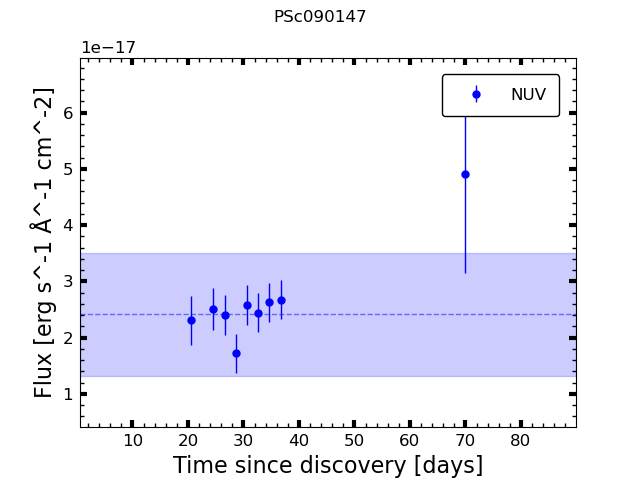 PSc090147
1e−17
NUV
6
5
4
3
2
1
Flux [erg s^-1 Å^-1 cm^-2]
10 20 30 40 50 60 70 80
Time since discovery [days]